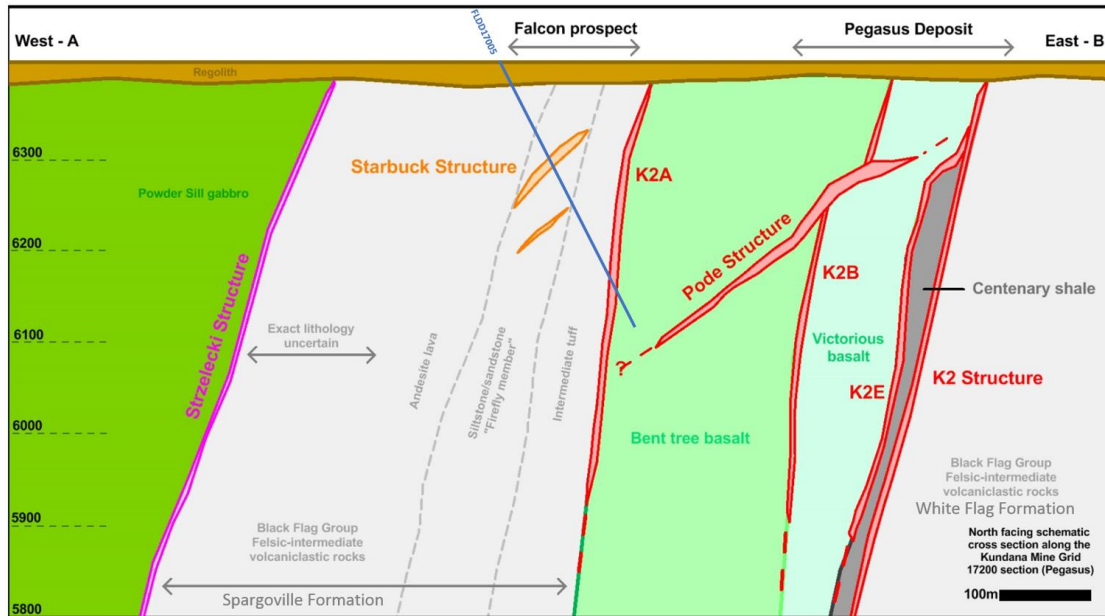 FLDD17005
Falcon prospect
Pegasus Deposit
West - A
East - B
Regolith
6300
6200
6100
6000
5900
5800
Powder Sill gabbro
Strzelecki Structure
Exact lithology
uncertain
Starbuck Structure
Andesite lava
Siltstone/sandstone
"Firefly member"
Intermediate tuff
K2A
Pode Structure
?
K2B
Bent tree basalt
Victorious
basalt
K2E
Centenary shale
K2 Structure
Black Flag Group
Felsic-intermediate
volcaniclastic rocks
Spargoville Formation
Black Flag Group
Felsic-intermediate
volcaniclastic rocks
White Flag Formation
North facing schematic
cross section along the
Kundana Mine Grid
17200 section (Pegasus)
100m